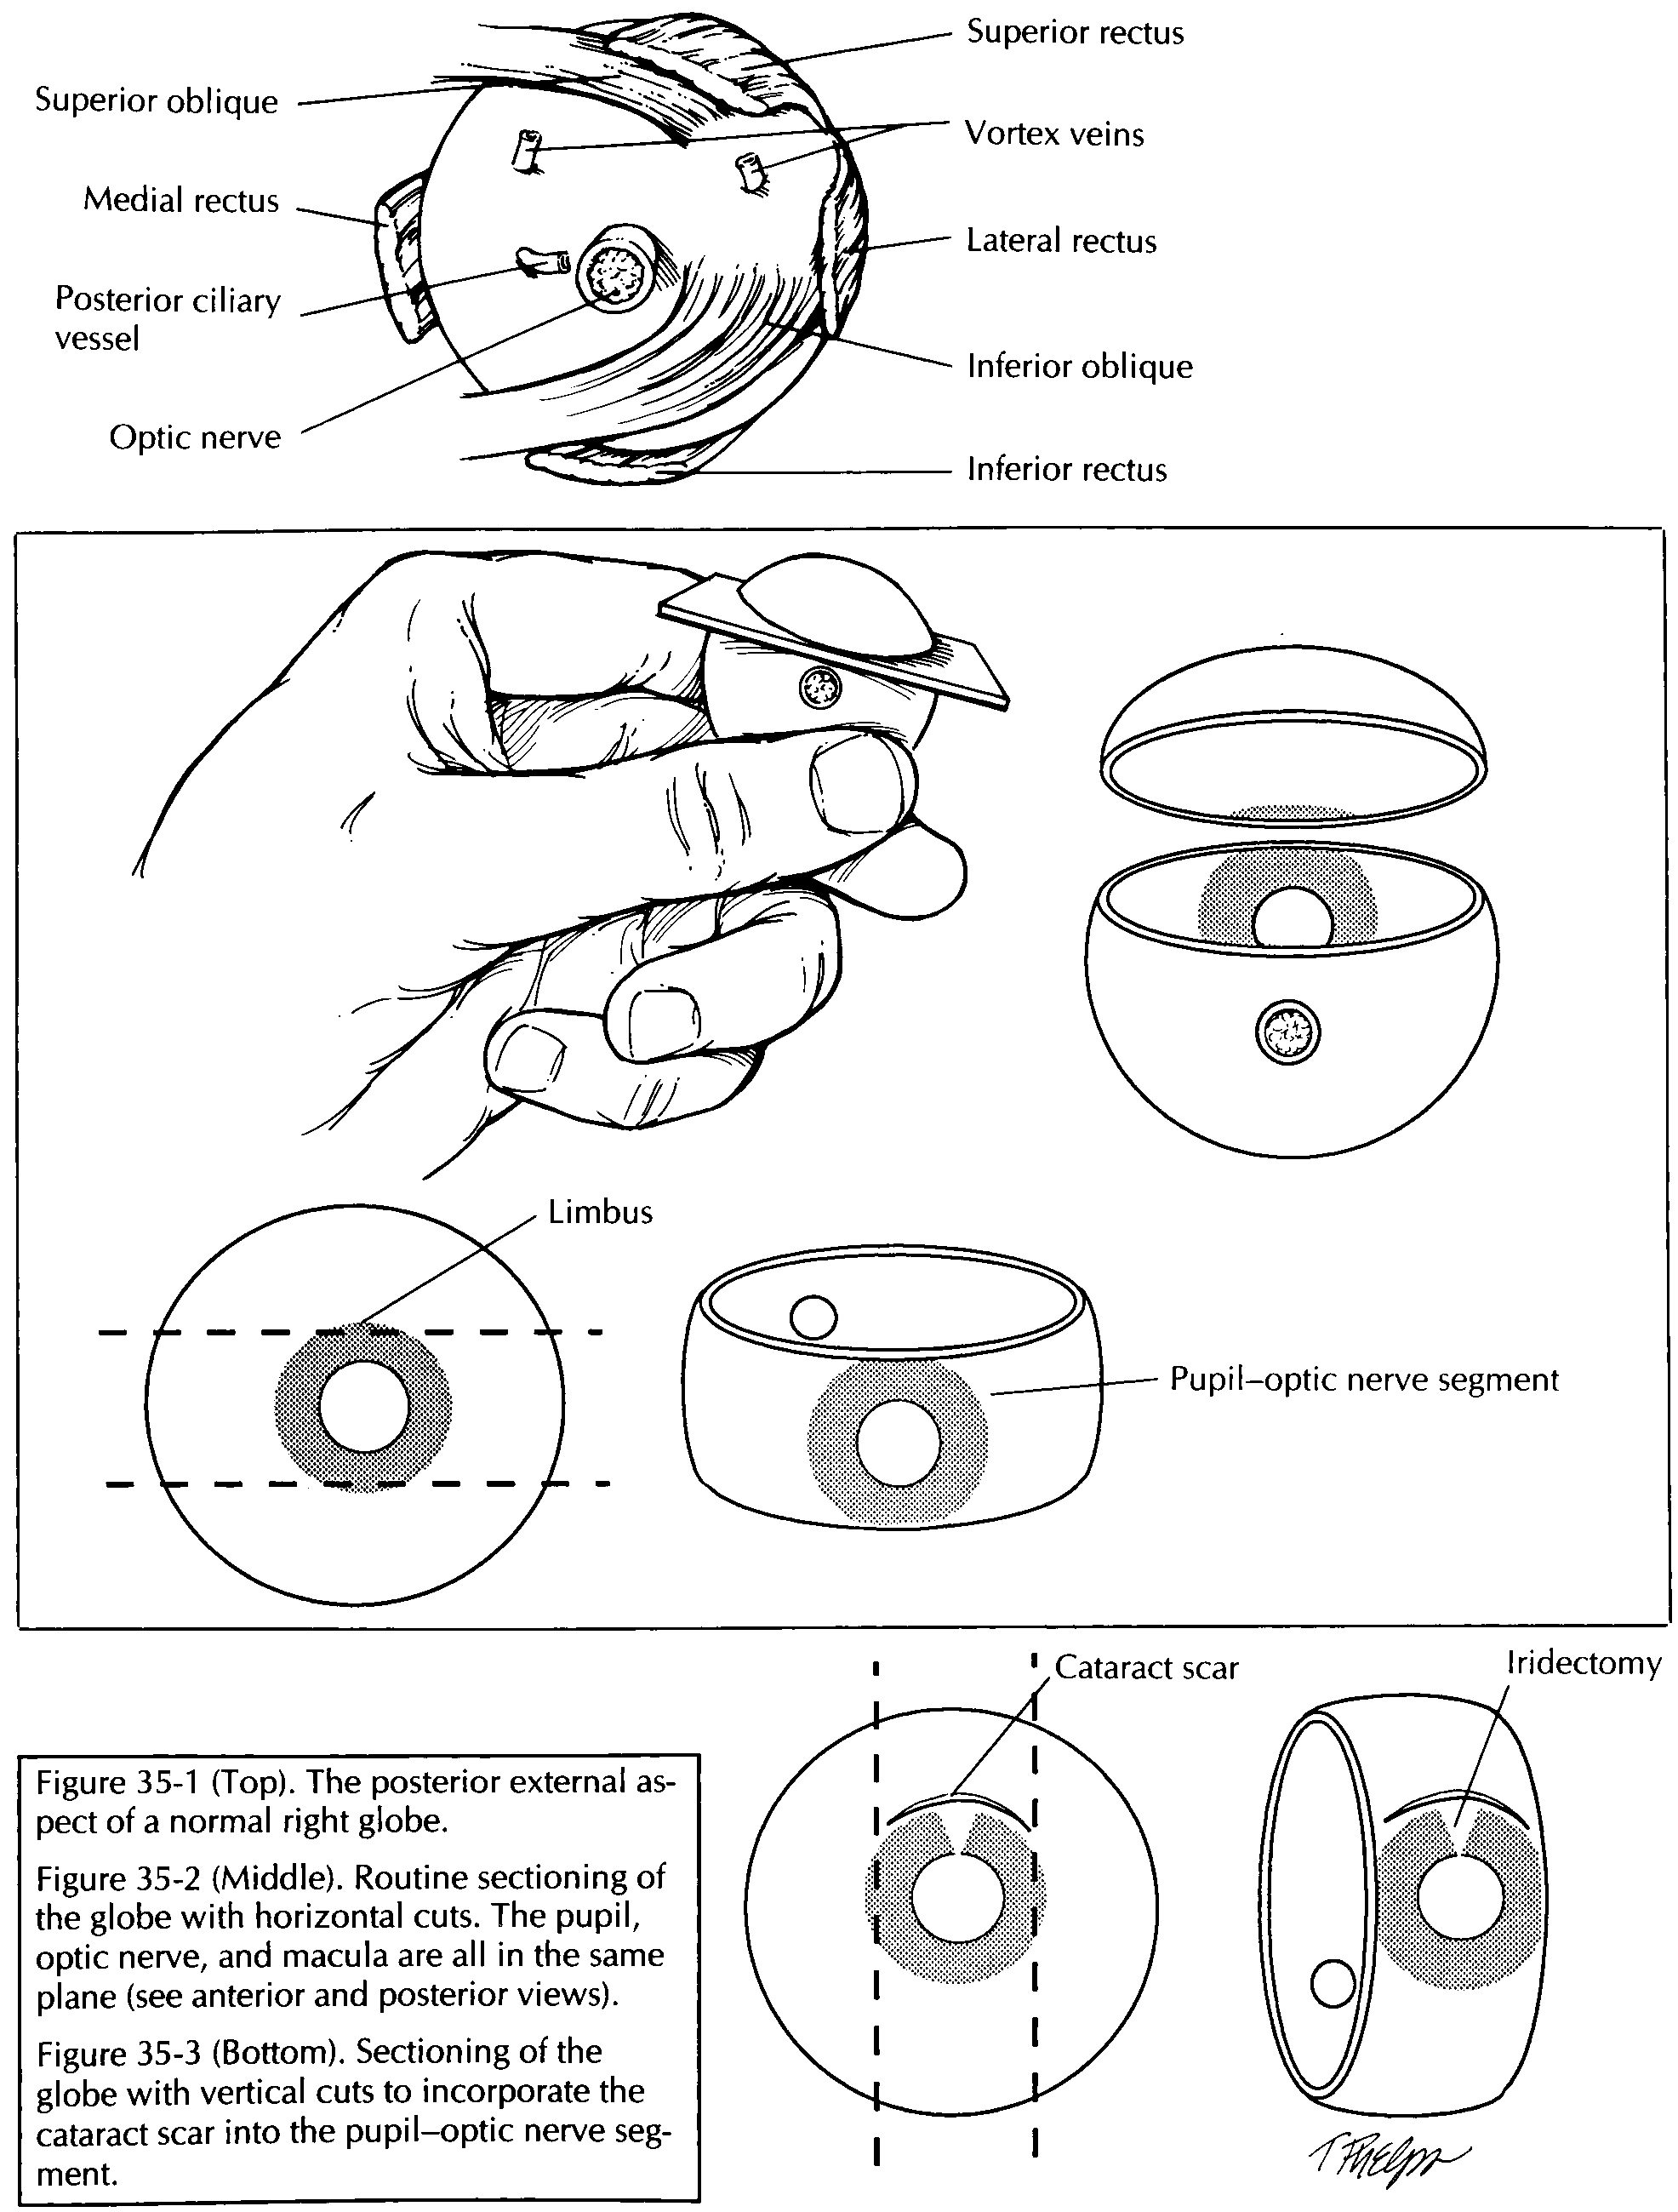 Superior rectus
Superior oblique
Vortex veins
Medial rectus
Lateral rectus
Posterior ciliary
vessel
Inferior oblique
Optic nerve
Inferior rectus
Limbus
Pupil–optic nerve segment
Cataract scar
Iridectomy
Figure 35-1 (Top). The posterior external as-
pect of a normal right globe.
Figure 35-2 (Middle). Routine sectioning of
the globe with horizontal cuts. The pupil,
optic nerve, and macula are all in the same
plane (see anterior and posterior views).
Figure 35-3 (Bottom). Sectioning of the
globe with vertical cuts to incorporate the
cataract scar into the pupil–optic nerve seg-
ment.
T Phelps